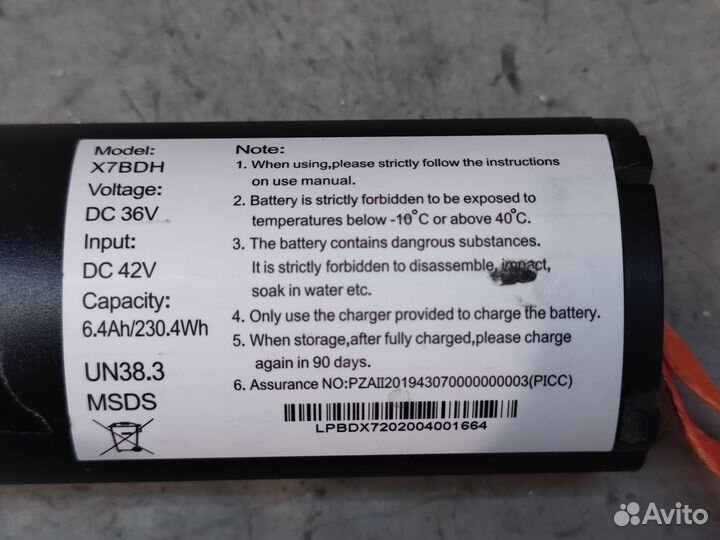 Model:
X7BDH
Voltage:
DC 36V
Input:
DC 42V
Capacity:
6.4Ah/230.4Wh
UN38.3
MSDS
Note:
1. When using,please strictly follow the instructions
on use manual.
2. Battery is strictly forbidden to be exposed to
temperatures below -10°C or above 40°C.
3. The battery contains dangrous substances.
It is strictly forbidden to disassemble, impact,
soak in water etc.
4. Only use the charger provided to charge the battery.
5. When storage,after fully charged,please charge
again in 90 days.
6. Assurance NO:PZAII201943070000000003(PICC)
LPBDX7202004001664
Avito